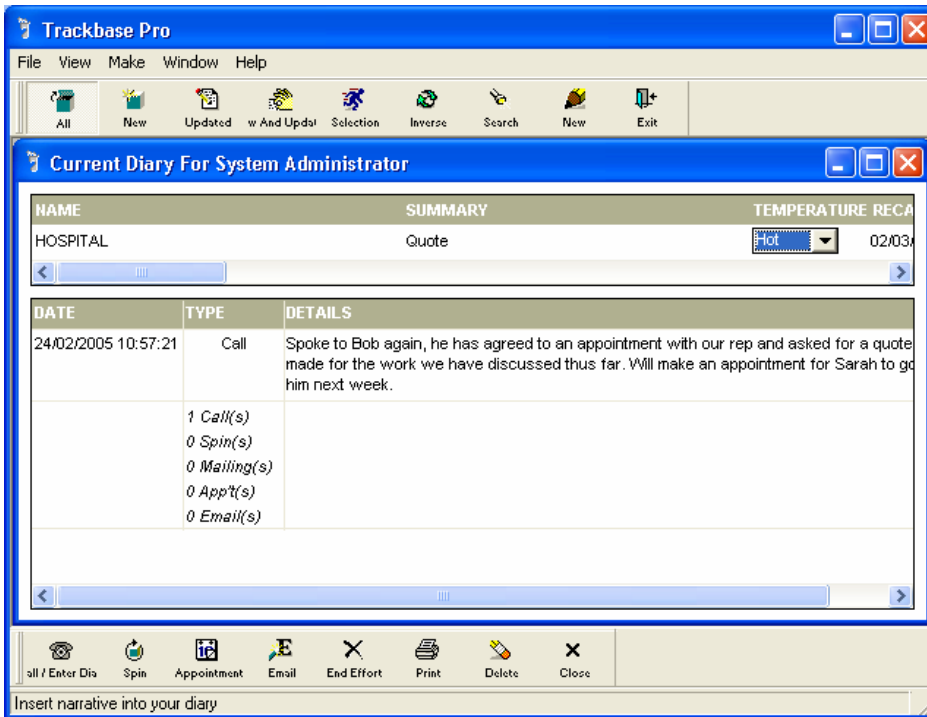 Trackbase Pro
File View Make Window Help
All New Updated w And Updat Selection Inverse Search New Exit
Current Diary For System Administrator
NAME SUMMARY TEMPERATURE RECA
HOSPITAL Quote Hot 02/03/
DATE TYPE DETAILS
24/02/2005 10:57:21 Call Spoke to Bob again, he has agreed to an appointment with our rep and asked for a quote
made for the work we have discussed thus far. Will make an appointment for Sarah to go
him next week.
1 Call(s)
0 Spin(s)
0 Mailing(s)
0 App't(s)
0 Email(s)
all / Enter Dia Spin Appointment Email End Effort Print Delete Close
Insert narrative into your diary